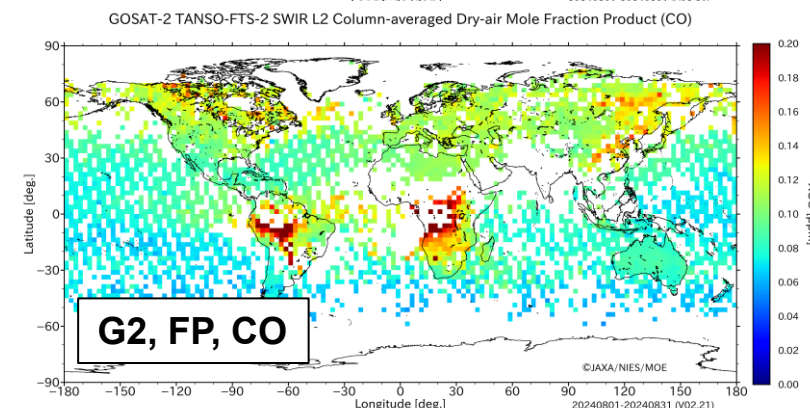 GOSAT-2 TANSO-FTS-2 SWIR L2 Column-averaged Dry-air Mole Fraction Product (CO)
90
60
30
0
−30
−60
−90
Latitude [deg.]
G2, FP, CO
©JAXA/NIES/MOE
−180 −150 −120 −90 −60 −30 0 30 60 90 120 150 180
Longitude [deg.]
20240801-20240831 (V02.21)
0.20
0.18
0.16
0.14
0.12
0.10
0.08
0.06
0.04
0.02
0.00